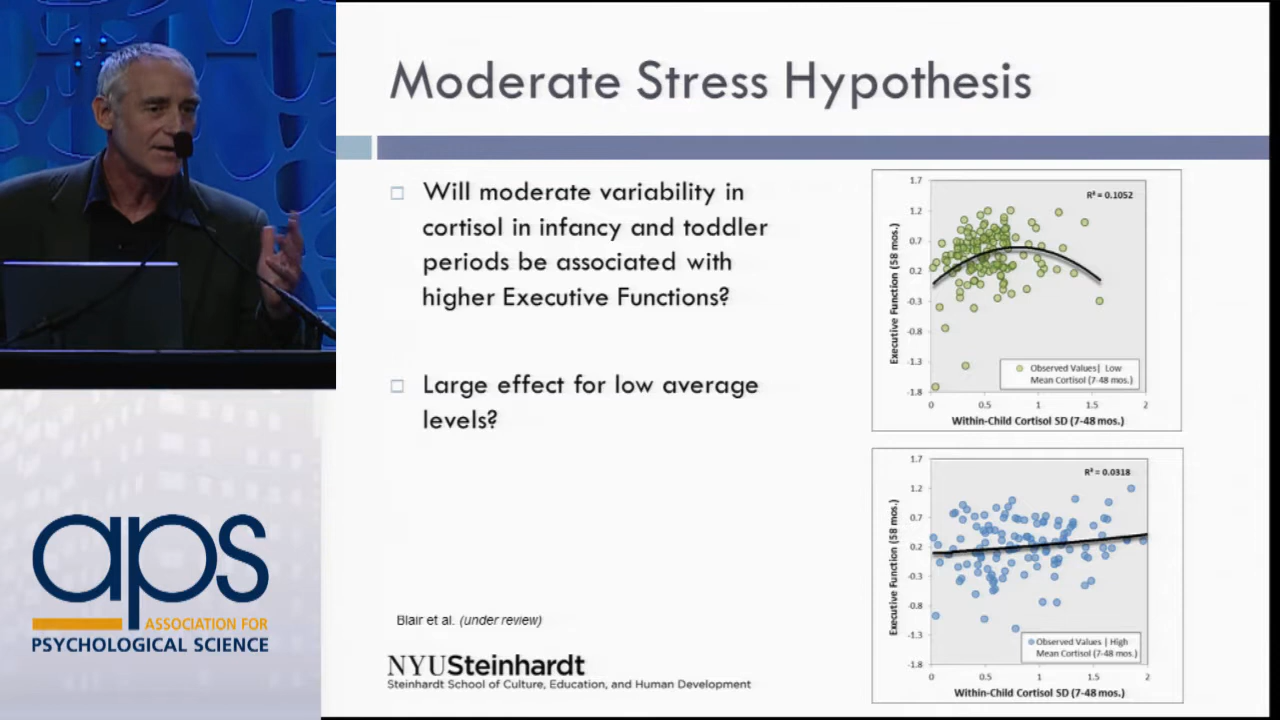 Moderate Stress Hypothesis
Will moderate variability in
cortisol in infancy and toddler
periods be associated with
higher Executive Functions?
Large effect for low average
levels?
Blair et al. (under review)
NYUSteinhardt
Steinhardt School of Culture, Education, and Human Development
1.7
1.2
0.7
0.2
-0.3
-0.8
-1.3
-1.8
Executive Function (58 mos.)
R² = 0.1052
Observed Values| Low
Mean Cortisol (7-48 mos.)
0 0.5 1 1.5 2
Within-Child Cortisol SD (7-48 mos.)
1.7
1.2
0.7
0.2
-0.3
-0.8
-1.3
-1.8
Executive Function (58 mos.)
R² = 0.0318
Observed Values | High
Mean Cortisol (7-48 mos.)
0 0.5 1 1.5 2
Within-Child Cortisol SD (7-48 mos.)
aps
ASSOCIATION FOR
PSYCHOLOGICAL SCIENCE